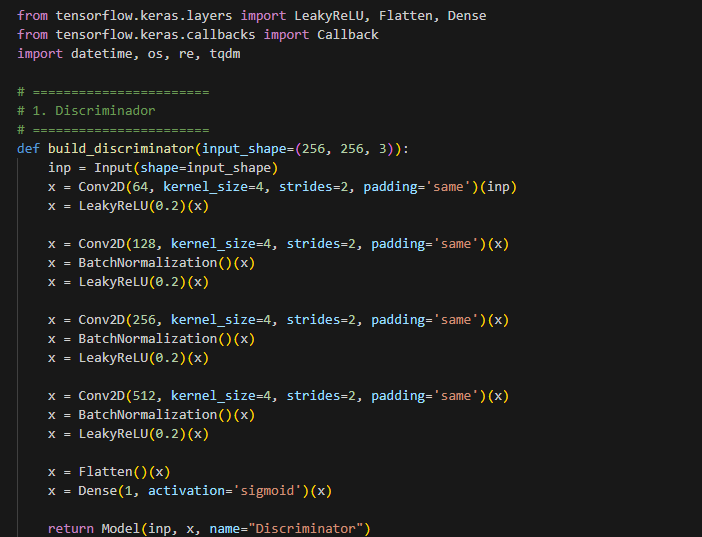 from tensorflow.keras.layers import LeakyReLU, Flatten, Dense
from tensorflow.keras.callbacks import Callback
import datetime, os, re, tqdm

# =======================
# 1. Discriminador
# =======================
def build_discriminator(input_shape=(256, 256, 3)):
    inp = Input(shape=input_shape)
    x = Conv2D(64, kernel_size=4, strides=2, padding='same')(inp)
    x = LeakyReLU(0.2)(x)

    x = Conv2D(128, kernel_size=4, strides=2, padding='same')(x)
    x = BatchNormalization()(x)
    x = LeakyReLU(0.2)(x)

    x = Conv2D(256, kernel_size=4, strides=2, padding='same')(x)
    x = BatchNormalization()(x)
    x = LeakyReLU(0.2)(x)

    x = Conv2D(512, kernel_size=4, strides=2, padding='same')(x)
    x = BatchNormalization()(x)
    x = LeakyReLU(0.2)(x)

    x = Flatten()(x)
    x = Dense(1, activation='sigmoid')(x)

    return Model(inp, x, name="Discriminator")